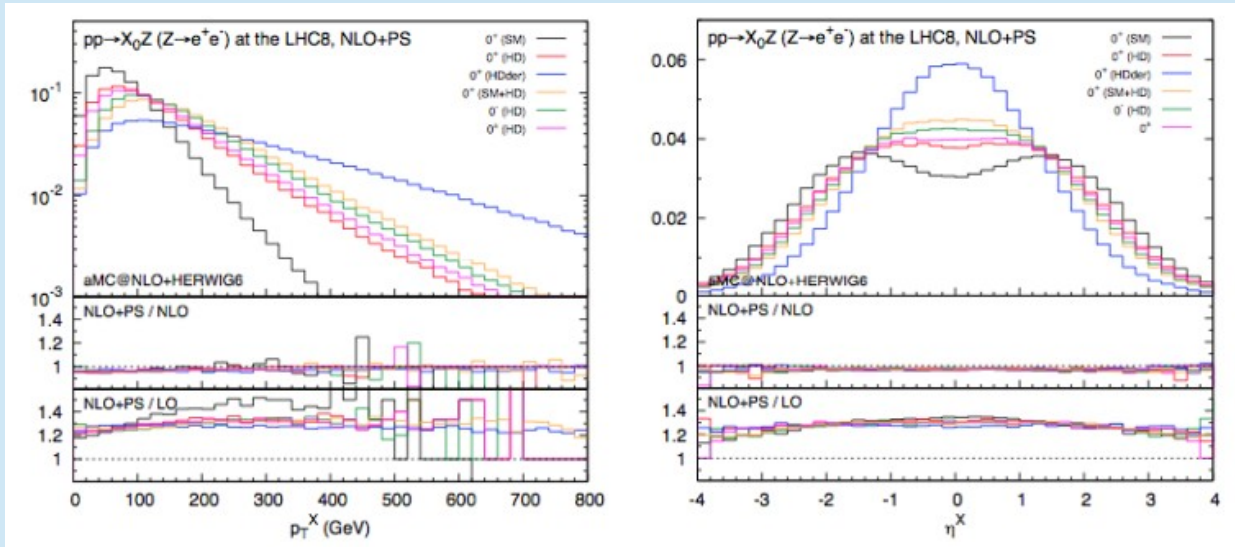 pp→X₀Z (Z→e⁺e⁻) at the LHC8, NLO+PS
0⁺ (SM)
0⁺ (HD)
0⁺ (HDder)
0⁺ (SM+HD)
0⁻ (HD)
0⁺ (HD)
10⁻¹
10⁻²
10⁻³
aMC@NLO+HERWIG6
NLO+PS / NLO
1.4
1.2
1
NLO+PS / LO
1.4
1.2
1
0 100 200 300 400 500 600 700 800
p_T^X (GeV)
pp→X₀Z (Z→e⁺e⁻) at the LHC8, NLO+PS
0⁺ (SM)
0⁺ (HD)
0⁺ (HDder)
0⁺ (SM+HD)
0⁻ (HD)
0⁺
0.06
0.04
0.02
0
aMC@NLO+HERWIG6
NLO+PS / NLO
1.4
1.2
1
NLO+PS / LO
1.4
1.2
1
-4 -3 -2 -1 0 1 2 3 4
η^X